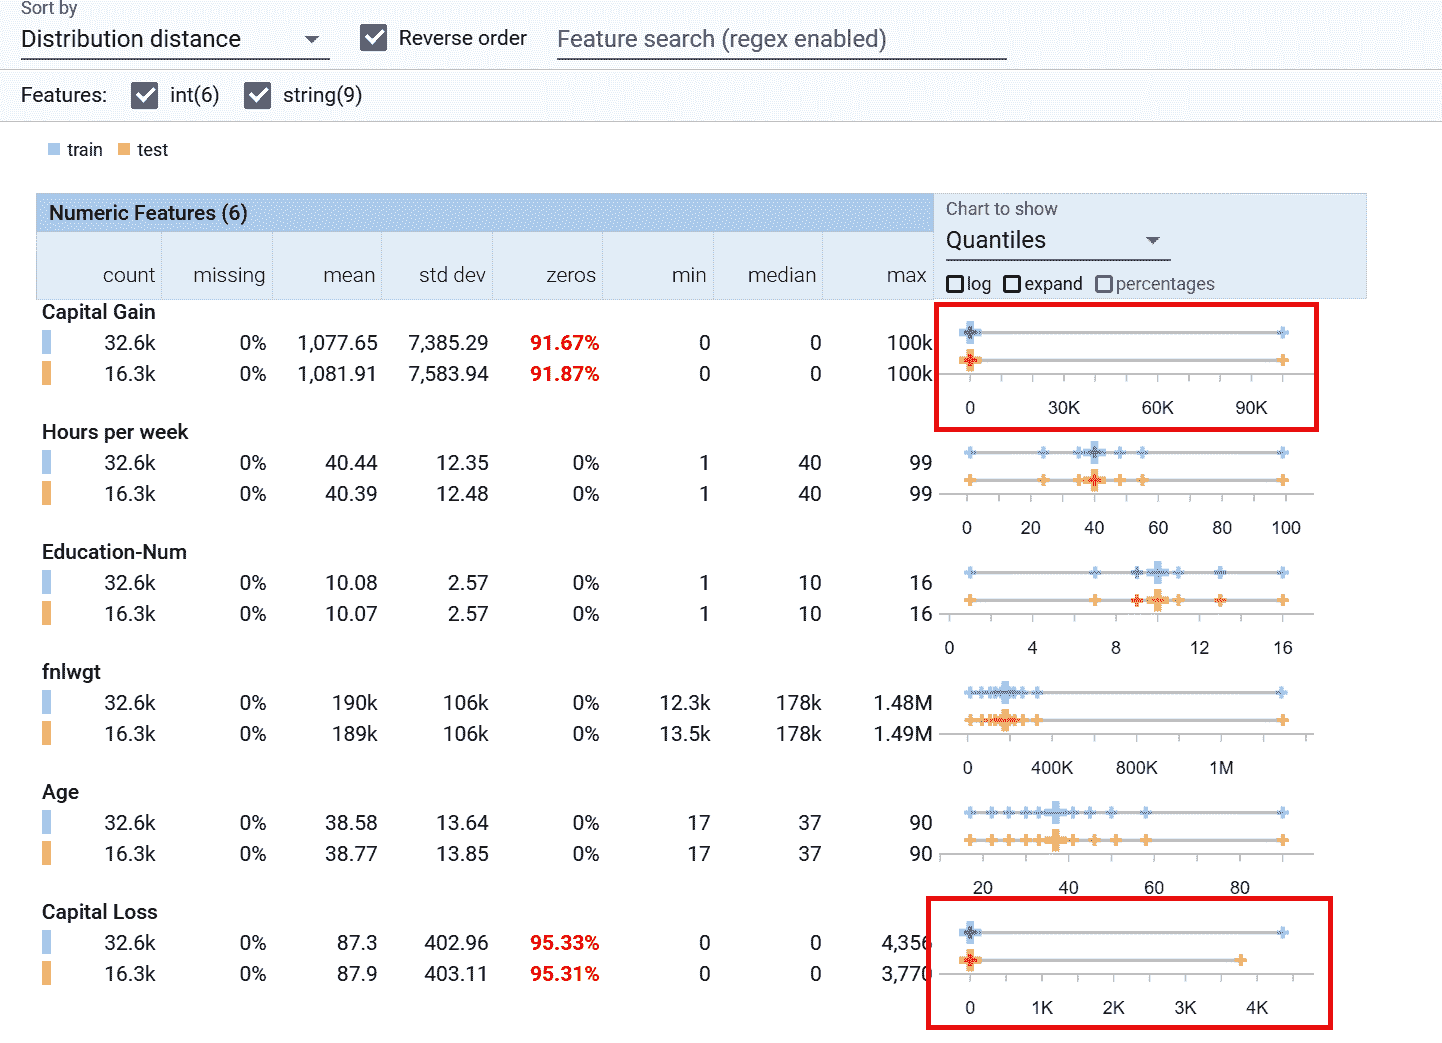 Sort by
Distribution distance Reverse order Feature search (regex enabled)
Features: int(6) string(9)
train test
Numeric Features (6) Chart to show
Quantiles
count missing mean std dev zeros min median max
log expand percentages
Capital Gain
32.6k 0% 1,077.65 7,385.29 91.67% 0 0 100k
16.3k 0% 1,081.91 7,583.94 91.87% 0 0 100k
0 30K 60K 90K
Hours per week
32.6k 0% 40.44 12.35 0% 1 40 99
16.3k 0% 40.39 12.48 0% 1 40 99
0 20 40 60 80 100
Education-Num
32.6k 0% 10.08 2.57 0% 1 10 16
16.3k 0% 10.07 2.57 0% 1 10 16
0 4 8 12 16
fnlwgt
32.6k 0% 190k 106k 0% 12.3k 178k 1.48M
16.3k 0% 189k 106k 0% 13.5k 178k 1.49M
0 400K 800K 1M
Age
32.6k 0% 38.58 13.64 0% 17 37 90
16.3k 0% 38.77 13.85 0% 17 37 90
20 40 60 80
Capital Loss
32.6k 0% 87.3 402.96 95.33% 0 0 4,356
16.3k 0% 87.9 403.11 95.31% 0 0 3,770
0 1K 2K 3K 4K